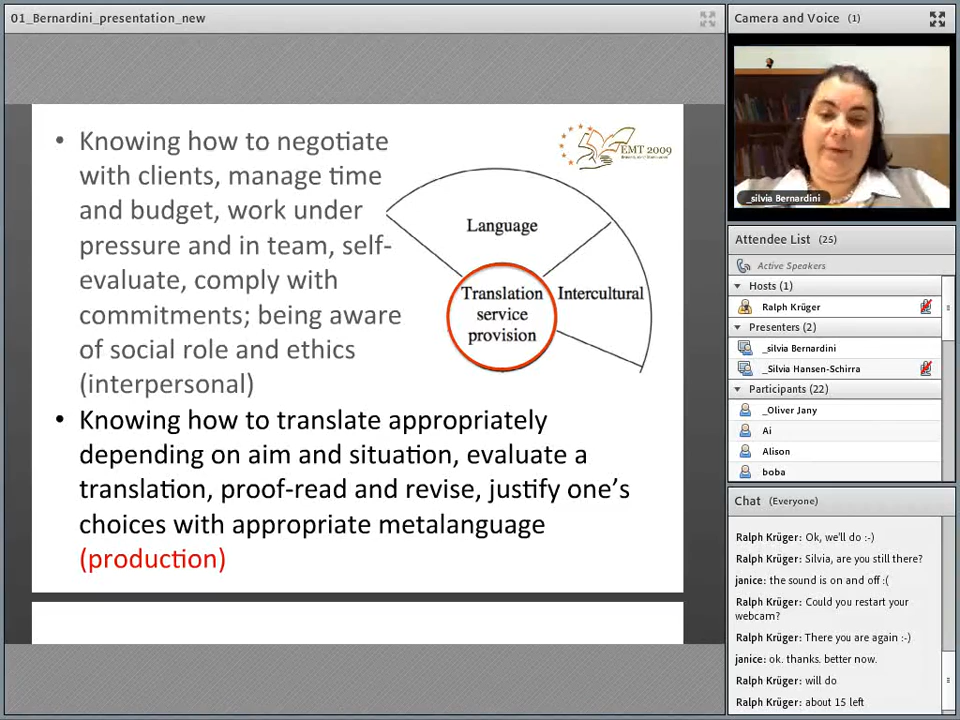 01_Bernardini_presentation_new
• Knowing how to negotiate
with clients, manage time
and budget, work under
pressure and in team, self-
evaluate, comply with
commitments; being aware
of social role and ethics
(interpersonal)
• Knowing how to translate appropriately
depending on aim and situation, evaluate a
translation, proof-read and revise, justify one's
choices with appropriate metalanguage
(production)
EMT 2009
Language
Translation
service
provision
Intercultural
Camera and Voice (1)
_silvia Bernardini
Attendee List (25)
Active Speakers
Hosts (1)
Ralph Krüger
Presenters (2)
_silvia Bernardini
_Silvia Hansen-Schirra
Participants (22)
_Oliver Jany
Ai
Alison
boba
Chat (Everyone)
Ralph Krüger: Ok, we'll do :-)
Ralph Krüger: Silvia, are you still there?
janice: the sound is on and off :(
Ralph Krüger: Could you restart your
webcam?
Ralph Krüger: There you are again :-)
janice: ok. thanks. better now.
Ralph Krüger: will do
Ralph Krüger: about 15 left